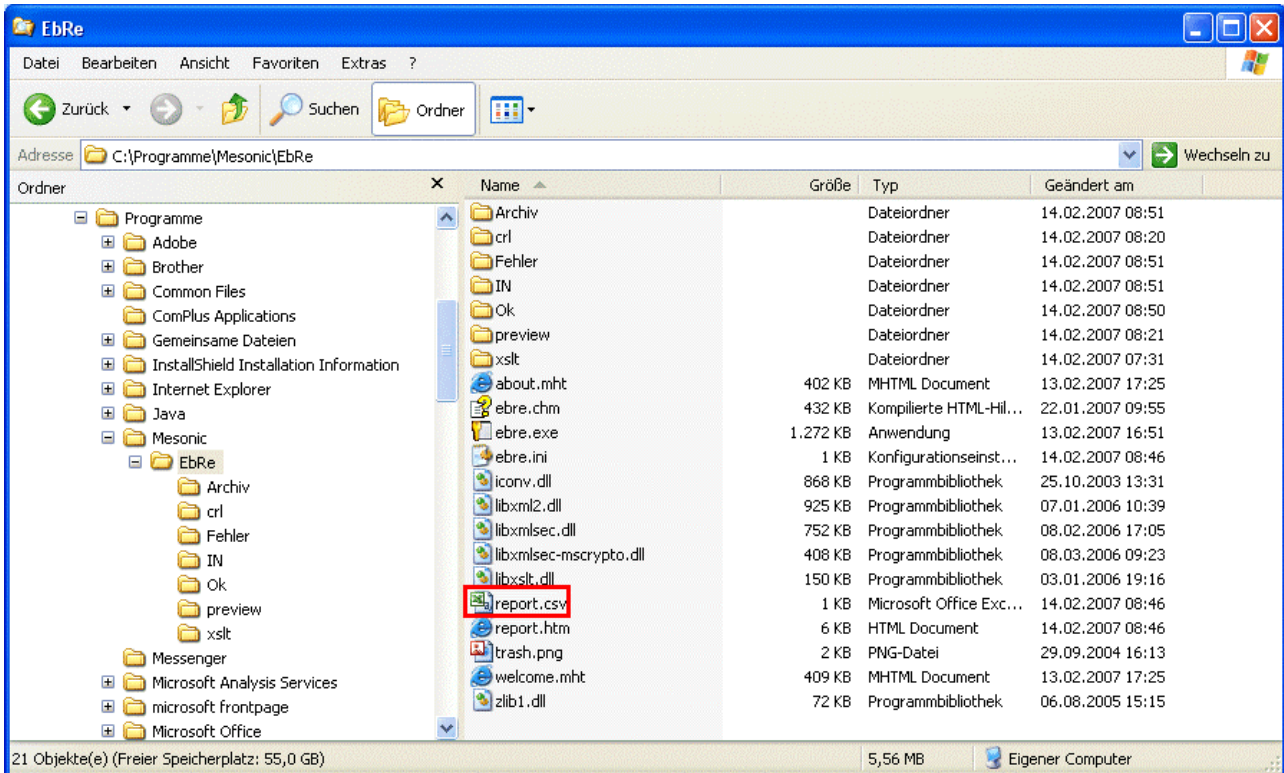 EbRe
Datei Bearbeiten Ansicht Favoriten Extras ?
Zurück Suchen Ordner
Adresse C:\Programme\Mesonic\EbRe Wechseln zu
Ordner
Programme
Adobe
Brother
Common Files
ComPlus Applications
Gemeinsame Dateien
InstallShield Installation Information
Internet Explorer
Java
Mesonic
EbRe
Archiv
crl
Fehler
IN
Ok
preview
xslt
Messenger
Microsoft Analysis Services
microsoft frontpage
Microsoft Office
Name Größe Typ Geändert am
Archiv Dateiordner 14.02.2007 08:51
crl Dateiordner 14.02.2007 08:20
Fehler Dateiordner 14.02.2007 08:51
IN Dateiordner 14.02.2007 08:51
Ok Dateiordner 14.02.2007 08:50
preview Dateiordner 14.02.2007 08:21
xslt Dateiordner 14.02.2007 07:31
about.mht 402 KB MHTML Document 13.02.2007 17:25
ebre.chm 432 KB Kompilierte HTML-Hil... 22.01.2007 09:55
ebre.exe 1.272 KB Anwendung 13.02.2007 16:51
ebre.ini 1 KB Konfigurationseinst... 14.02.2007 08:46
iconv.dll 868 KB Programmbibliothek 25.10.2003 13:31
libxml2.dll 925 KB Programmbibliothek 07.01.2006 10:39
libxmlsec.dll 752 KB Programmbibliothek 08.02.2006 17:05
libxmlsec-mscrypto.dll 408 KB Programmbibliothek 08.03.2006 09:23
libxslt.dll 150 KB Programmbibliothek 03.01.2006 19:16
report.csv 1 KB Microsoft Office Exc... 14.02.2007 08:46
report.htm 6 KB HTML Document 14.02.2007 08:46
trash.png 2 KB PNG-Datei 29.09.2004 16:13
welcome.mht 409 KB MHTML Document 13.02.2007 17:25
zlib1.dll 72 KB Programmbibliothek 06.08.2005 15:15
21 Objekte(e) (Freier Speicherplatz: 55,0 GB) 5,56 MB Eigener Computer